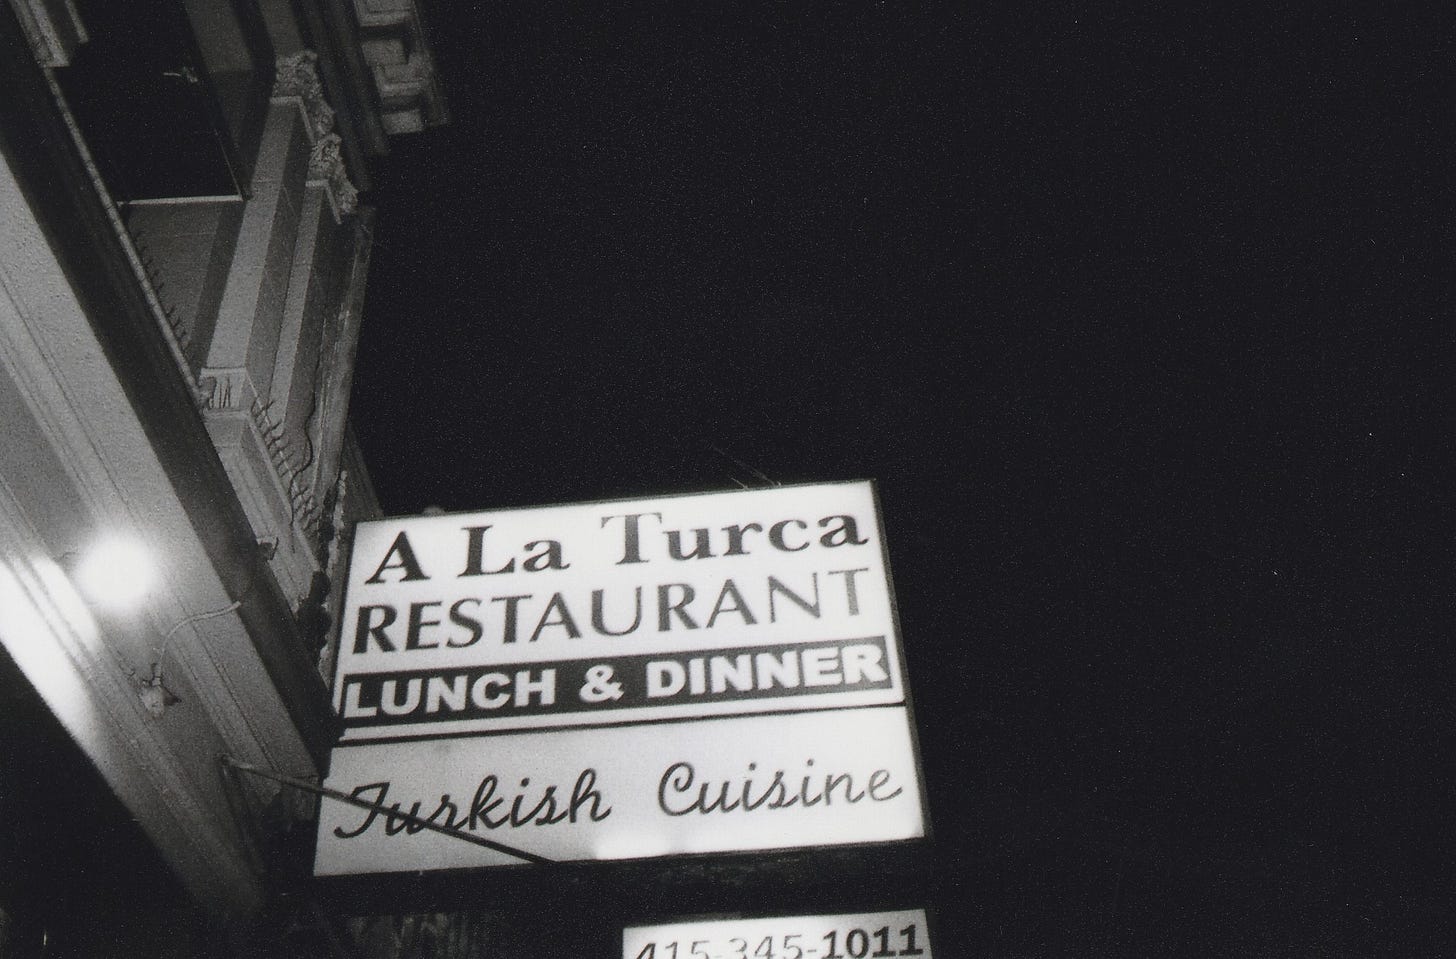 A La Turca
RESTAURANT
LUNCH & DINNER
Turkish Cuisine
415-345-1011